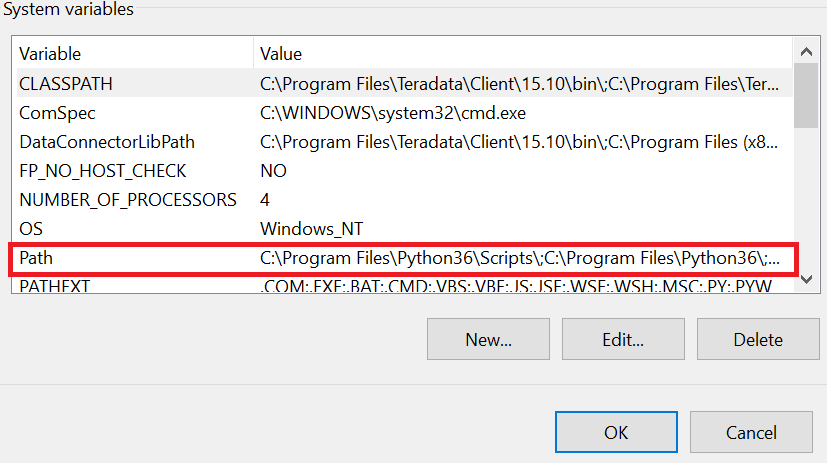 System variables
Variable Value
CLASSPATH C:\Program Files\Teradata\Client\15.10\bin\;C:\Program Files\Ter...
ComSpec C:\WINDOWS\system32\cmd.exe
DataConnectorLibPath C:\Program Files\Teradata\Client\15.10\bin\;C:\Program Files (x8...
FP_NO_HOST_CHECK NO
NUMBER_OF_PROCESSORS 4
OS Windows_NT
Path C:\Program Files\Python36\Scripts\;C:\Program Files\Python36\;...
PATHEXT .COM;.EXE;.BAT;.CMD;.VBS;.VBE;.JS;.JSE;.WSF;.WSH;.MSC;.PY;.PYW
New... Edit... Delete
OK Cancel